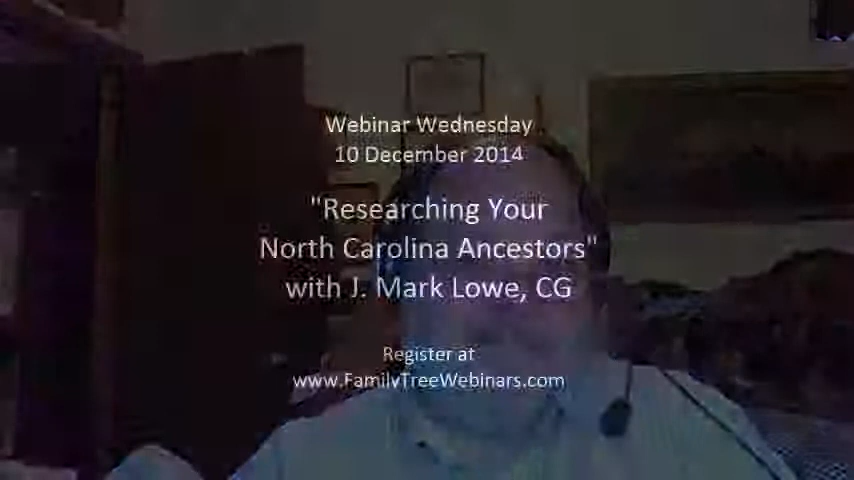 Webinar Wednesday
10 December 2014
"Researching Your
North Carolina Ancestors"
with J. Mark Lowe, CG
Register at
www.FamilyTreeWebinars.com